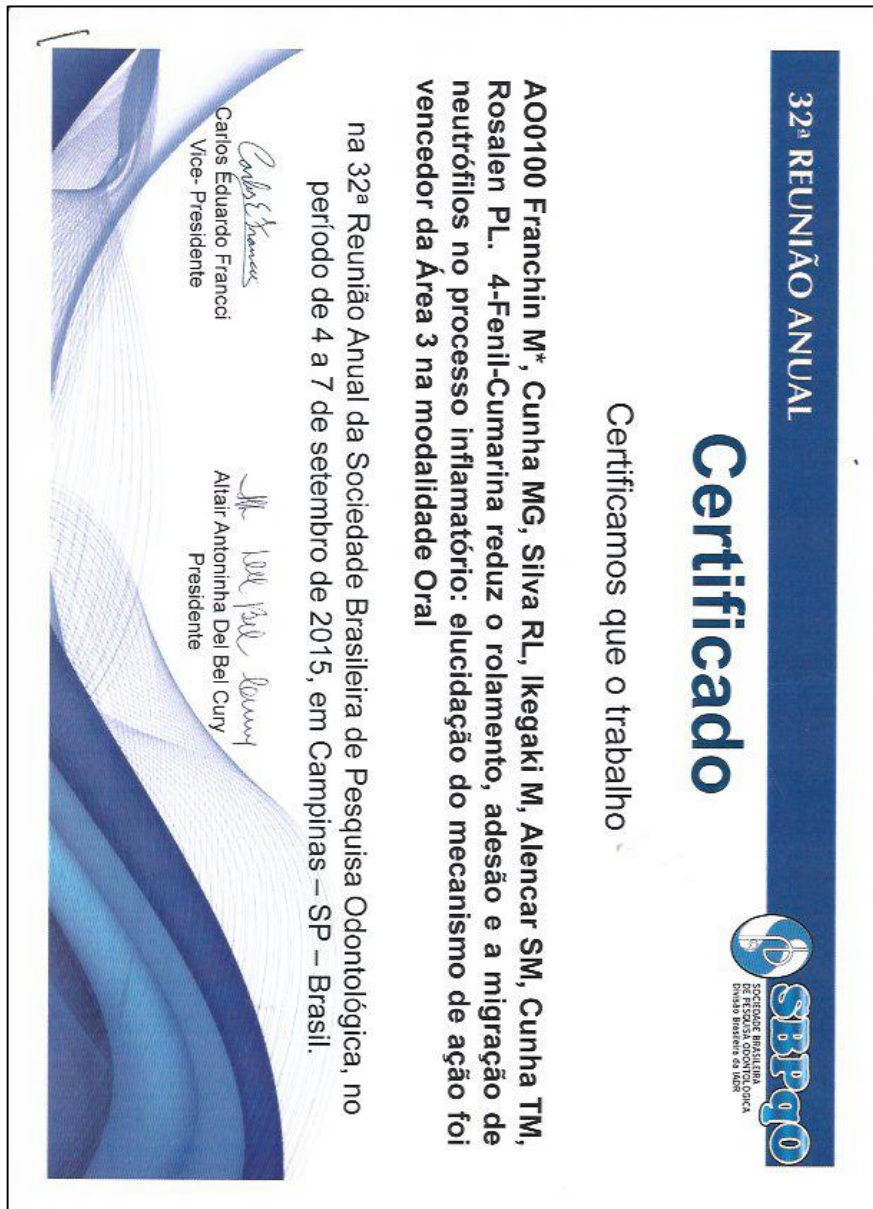 32ª REUNIÃO ANUAL
SBPqO
SOCIEDADE BRASILEIRA
DE PESQUISA ODONTOLÓGICA
Divisão Brasileira da IADR
Certificado
Certificamos que o trabalho
AO0100 Franchin M*, Cunha MG, Silva RL, Ikegaki M, Alencar SM, Cunha TM,
Rosalen PL. 4-Fenil-Cumarina reduz o rolamento, adesão e a migração de
neutrófilos no processo inflamatório: elucidação do mecanismo de ação foi
vencedor da Área 3 na modalidade Oral
na 32ª Reunião Anual da Sociedade Brasileira de Pesquisa Odontológica, no
período de 4 a 7 de setembro de 2015, em Campinas – SP – Brasil.
Carlos Eduardo Francci
Vice- Presidente
Altair Antoninha Del Bel Cury
Presidente